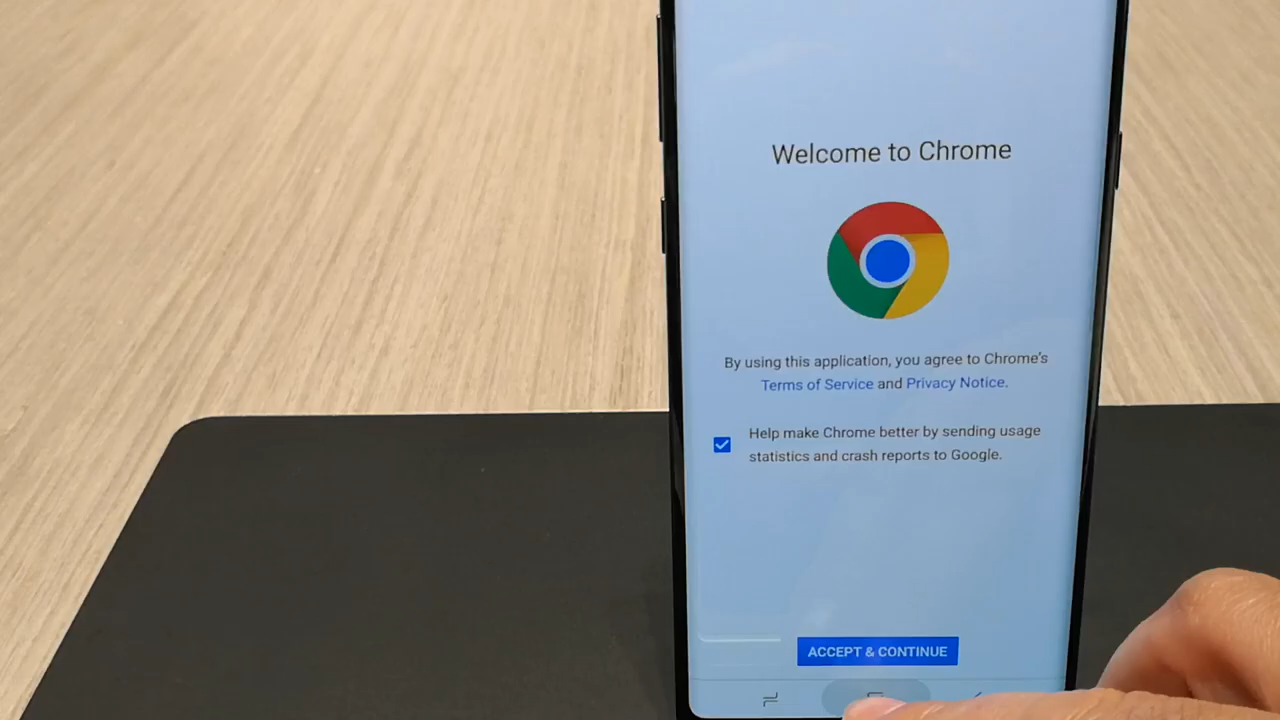 Welcome to Chrome
By using this application, you agree to Chrome's
Terms of Service and Privacy Notice.
Help make Chrome better by sending usage
statistics and crash reports to Google.
ACCEPT & CONTINUE